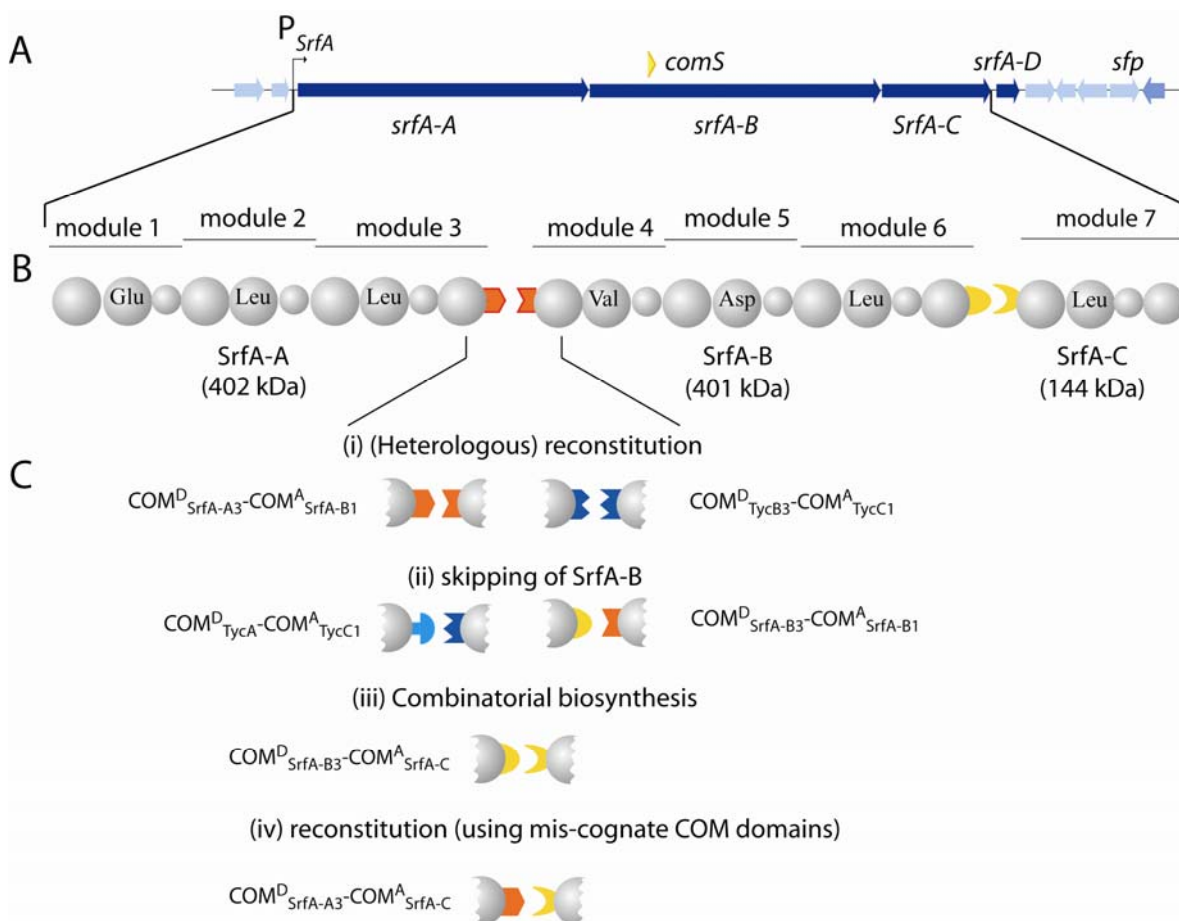 A
P SrfA
comS
srfA-D
sfp
srfA-A
srfA-B
SrfA-C
module 1
module 2
module 3
module 4
module 5
module 6
module 7
B
Glu
Leu
Leu
Val
Asp
Leu
Leu
SrfA-A
(402 kDa)
SrfA-B
(401 kDa)
SrfA-C
(144 kDa)
(i) (Heterologous) reconstitution
C
COM^D_SrfA-A3-COM^A_SrfA-B1
COM^D_TycB3-COM^A_TycC1
(ii) skipping of SrfA-B
COM^D_TycA-COM^A_TycC1
COM^D_SrfA-B3-COM^A_SrfA-B1
(iii) Combinatorial biosynthesis
COM^D_SrfA-B3-COM^A_SrfA-C
(iv) reconstitution (using mis-cognate COM domains)
COM^D_SrfA-A3-COM^A_SrfA-C